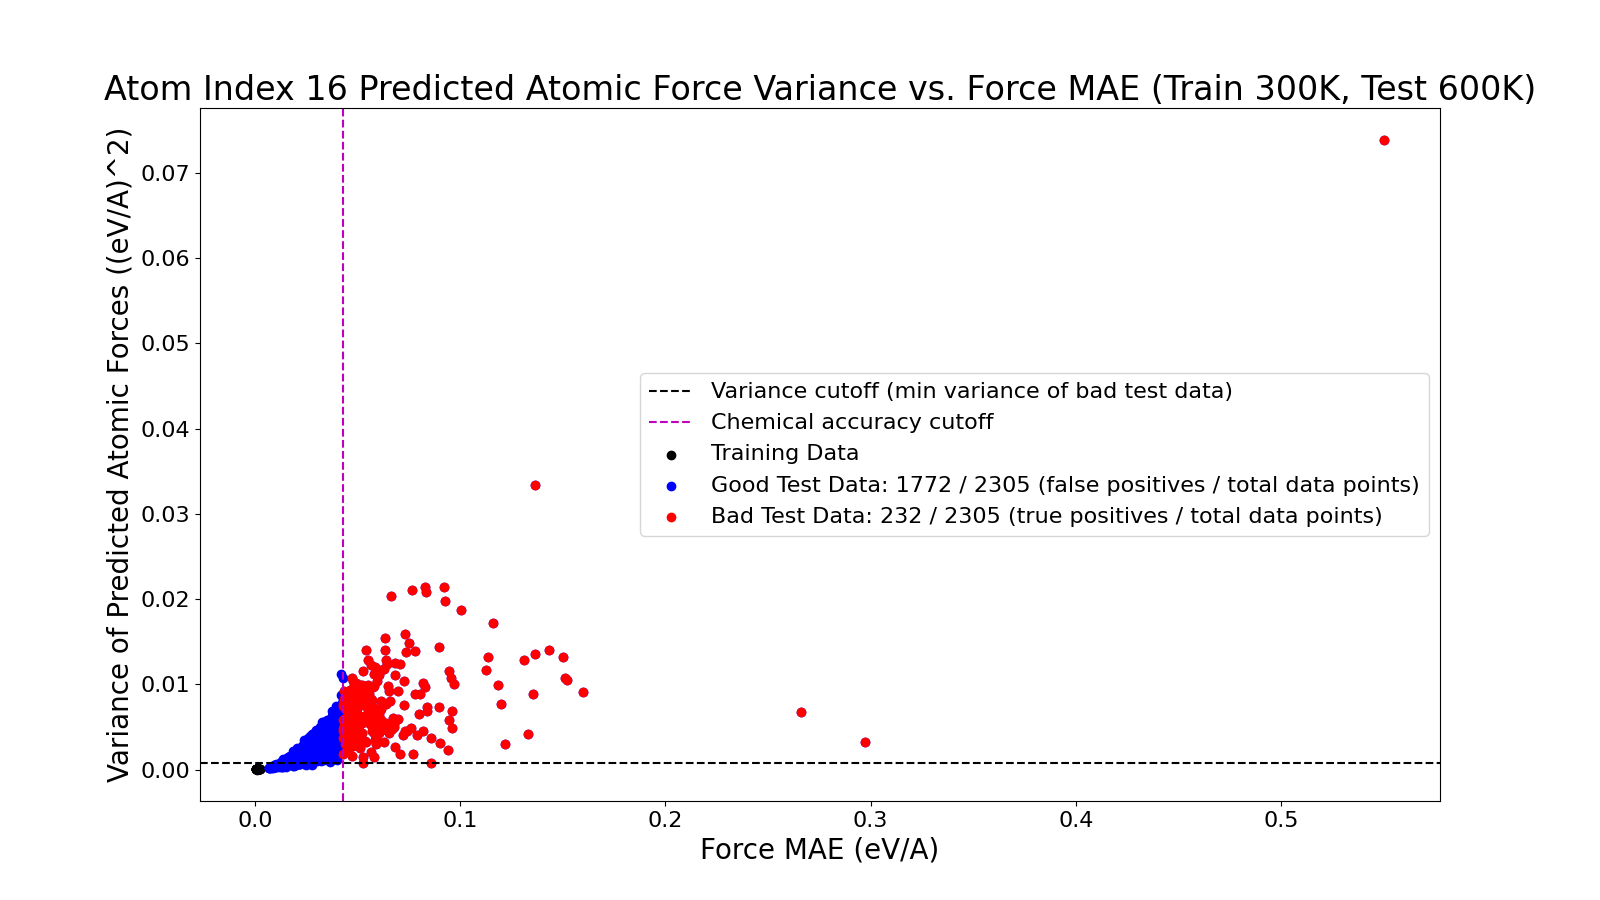 Atom Index 16 Predicted Atomic Force Variance vs. Force MAE (Train 300K, Test 600K)
Variance of Predicted Atomic Forces ((eV/A)^2)
0.07
0.06
0.05
0.04
0.03
0.02
0.01
0.00
Variance cutoff (min variance of bad test data)
Chemical accuracy cutoff
Training Data
Good Test Data: 1772 / 2305 (false positives / total data points)
Bad Test Data: 232 / 2305 (true positives / total data points)
0.0 0.1 0.2 0.3 0.4 0.5
Force MAE (eV/A)